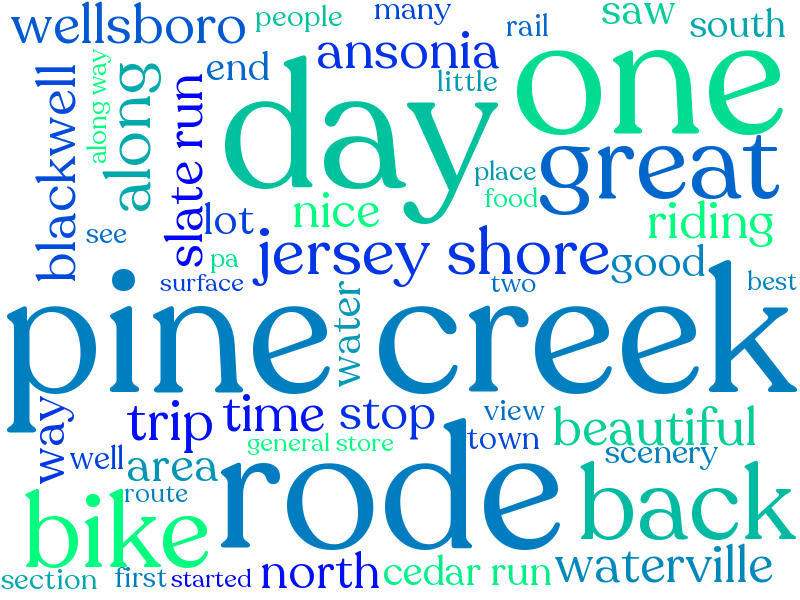 wellsboro
people
many
rail
saw
south
ansonia
end
little
one
day
along way
along
blackwell
slate run
great
place
food
nice
riding
lot
see
pa
jersey shore
good
surface
two
best
water
pine creek
way
trip
time
stop
view
beautiful
general store
town
scenery
well
area
route
rode
back
bike
waterville
north
cedar run
section
first
started